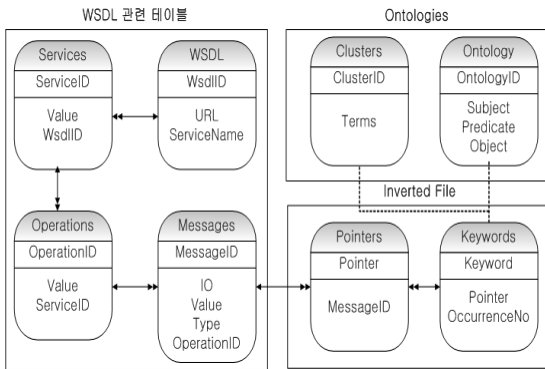 WSDL 관련 테이블
Services
ServiceID
Value
WsdlID
WSDL
WsdlID
URL
ServiceName
Operations
OperationID
Value
ServiceID
Messages
MessageID
IO
Value
Type
OperationID
Ontologies
Clusters
ClusterID
Terms
Ontology
OntologyID
Subject
Predicate
Object
Inverted File
Pointers
Pointer
MessageID
Keywords
Keyword
Pointer
OccurrenceNo